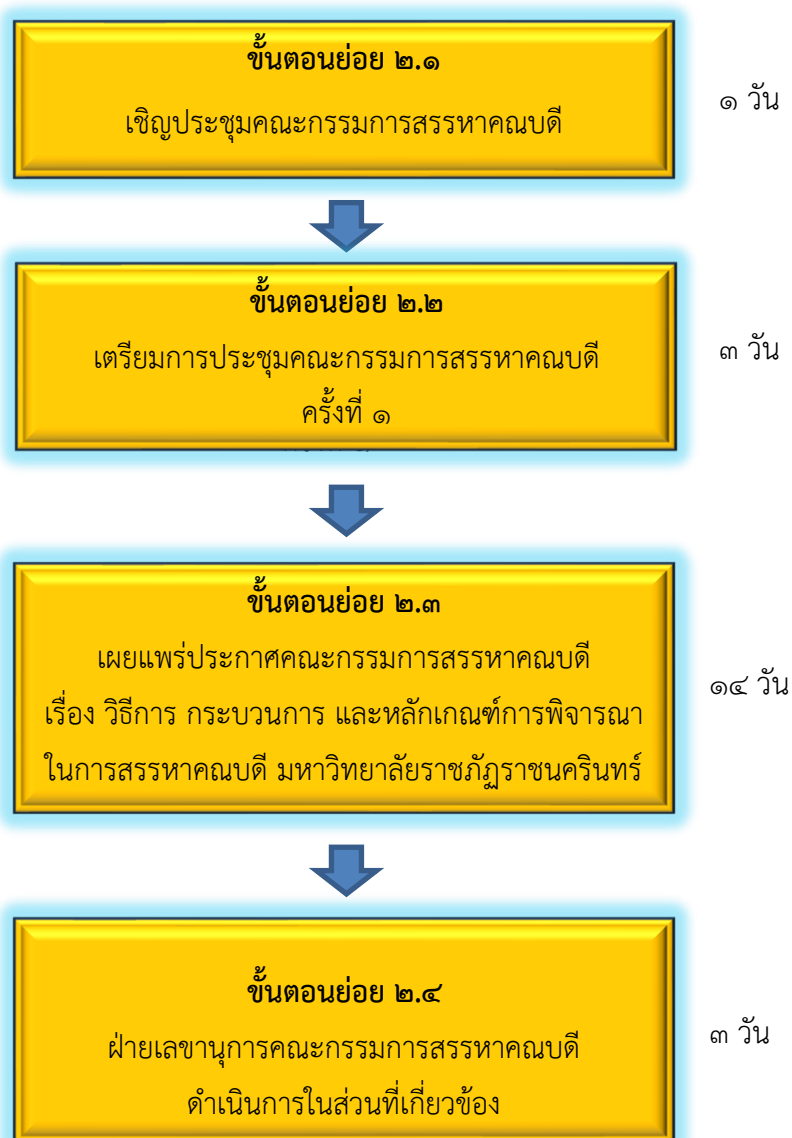 ขั้นตอนย่อย ๒.๑
เชิญประชุมคณะกรรมการสรรหาคณบดี
๑ วัน
ขั้นตอนย่อย ๒.๒
เตรียมการประชุมคณะกรรมการสรรหาคณบดี
ครั้งที่ ๑
๓ วัน
ขั้นตอนย่อย ๒.๓
เผยแพร่ประกาศคณะกรรมการสรรหาคณบดี
เรื่อง วิธีการ กระบวนการ และหลักเกณฑ์การพิจารณา
ในการสรรหาคณบดี มหาวิทยาลัยราชภัฏราชนครินทร์
๑๔ วัน
ขั้นตอนย่อย ๒.๔
ฝ่ายเลขานุการคณะกรรมการสรรหาคณบดี
ดำเนินการในส่วนที่เกี่ยวข้อง
๓ วัน